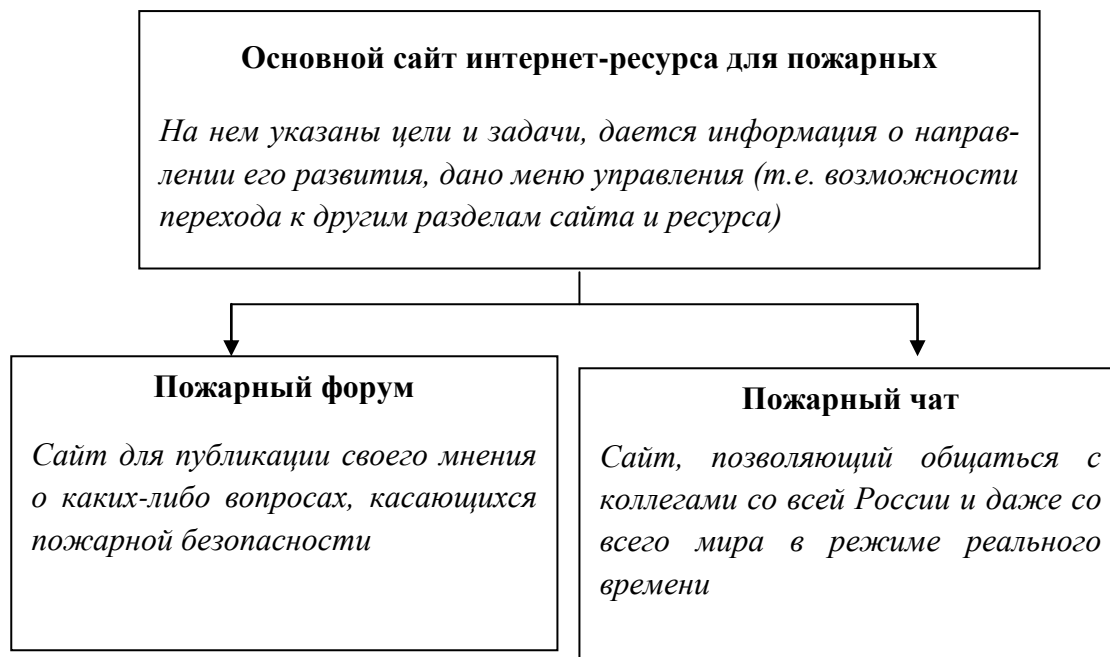 Основной сайт интернет-ресурса для пожарных
На нем указаны цели и задачи, дается информация о направ-
лении его развития, дано меню управления (т.е. возможности
перехода к другим разделам сайта и ресурса)
Пожарный форум
Сайт для публикации своего мнения
о каких-либо вопросах, касающихся
пожарной безопасности
Пожарный чат
Сайт, позволяющий общаться с
коллегами со всей России и даже со
всего мира в режиме реального
времени